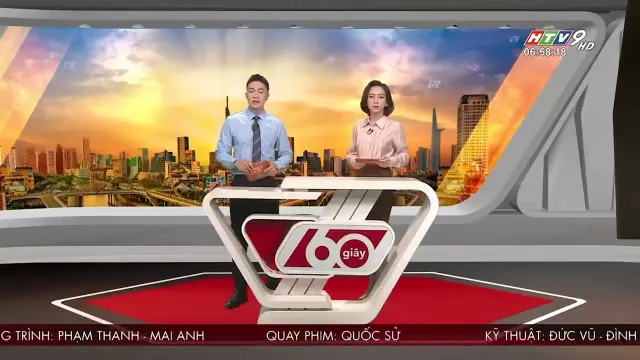 HTV9 HD
06:58:18
60 giây
G TRÌNH: PHẠM THANH - MAI ANH QUAY PHIM: QUỐC SỬ KỸ THUẬT: ĐỨC VŨ - ĐÌNH